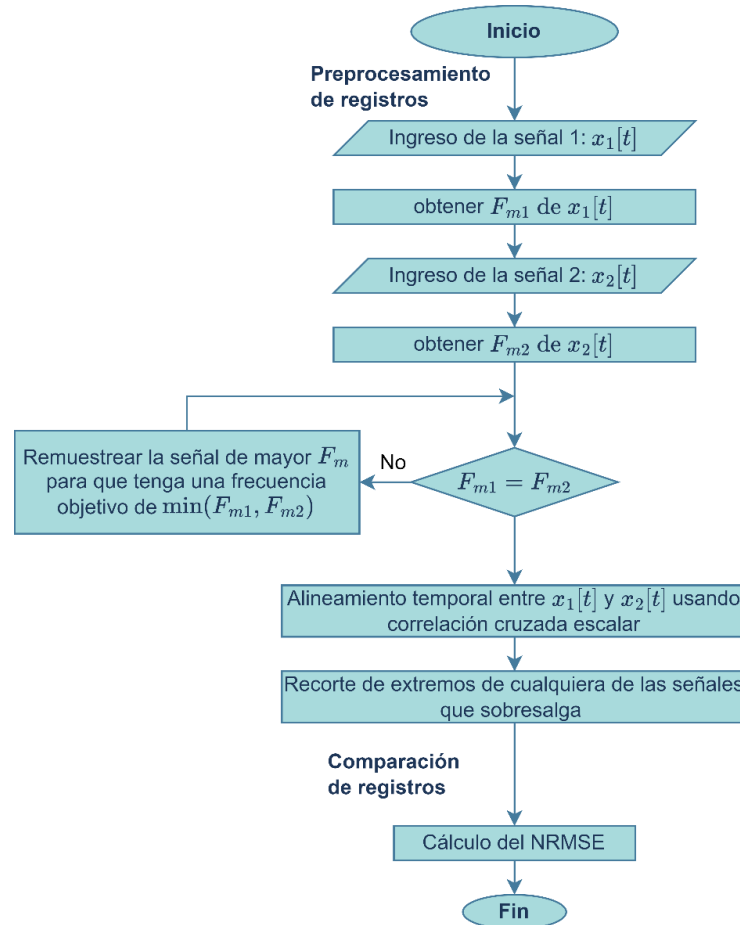 Inicio
Preprocesamiento
de registros
Ingreso de la señal 1: x₁[t]
obtener Fₘ₁ de x₁[t]
Ingreso de la señal 2: x₂[t]
obtener Fₘ₂ de x₂[t]
Remuestrear la señal de mayor Fₘ
para que tenga una frecuencia
objetivo de min(Fₘ₁, Fₘ₂)
No
Fₘ₁ = Fₘ₂
Alineamiento temporal entre x₁[t] y x₂[t] usando
correlación cruzada escalar
Recorte de extremos de cualquiera de las señales
que sobresalga
Comparación
de registros
Cálculo del NRMSE
Fin